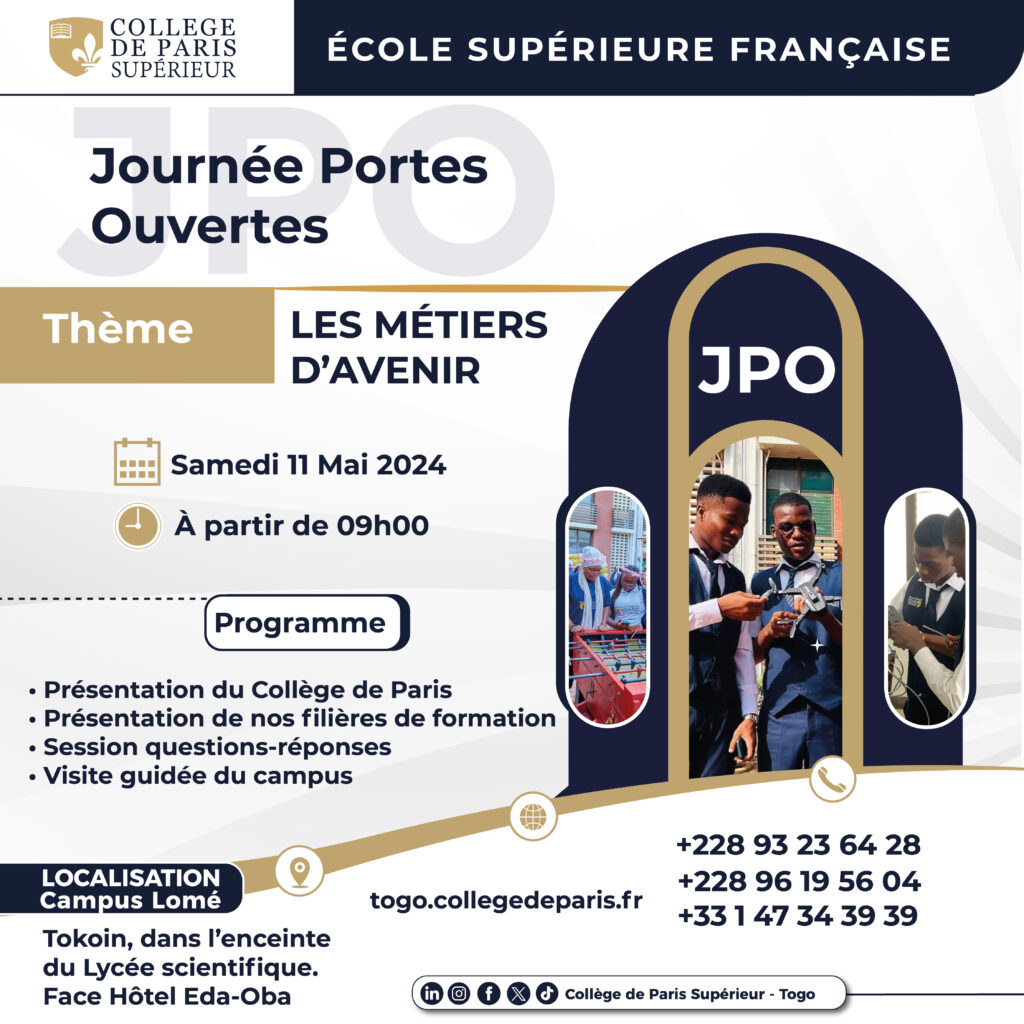 COLLEGE
DE PARIS
SUPÉRIEUR
ÉCOLE SUPÉRIEURE FRANÇAISE
JPO
Journée Portes
Ouvertes
Thème
LES MÉTIERS
D'AVENIR
JPO
Samedi 11 Mai 2024
À partir de 09h00
Programme
• Présentation du Collège de Paris
• Présentation de nos filières de formation
• Session questions-réponses
• Visite guidée du campus
LOCALISATION
Campus Lomé
Tokoin, dans l'enceinte
du Lycée scientifique.
Face Hôtel Eda-Oba
togo.collegedeparis.fr
+228 93 23 64 28
+228 96 19 56 04
+33 1 47 34 39 39
Collège de Paris Supérieur - Togo